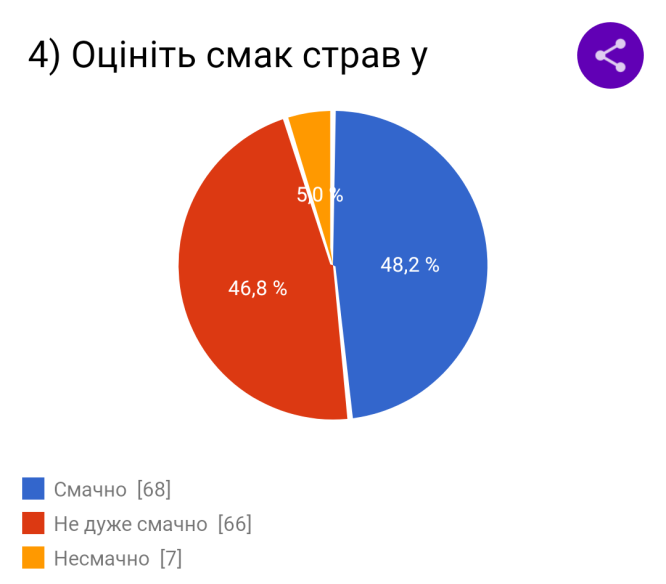 4) Оцініть смак страв у
5,0 %
48,2 %
46,8 %
Смачно [68]
Не дуже смачно [66]
Несмачно [7]